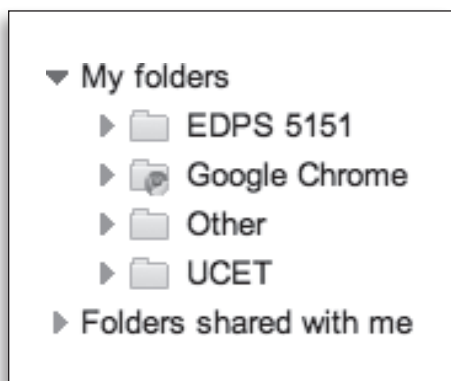 My folders
EDPS 5151
Google Chrome
Other
UCET
Folders shared with me